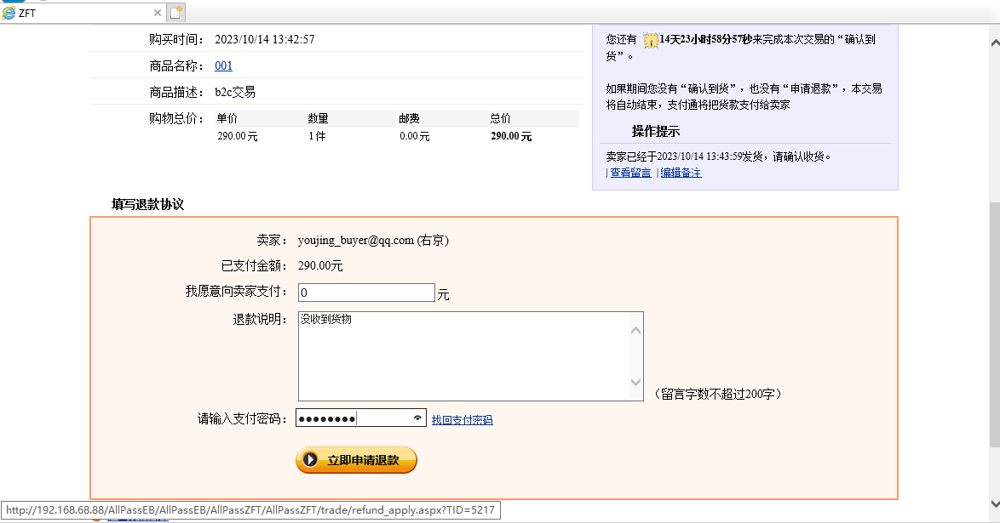 ZFT
购买时间： 2023/10/14 13:42:57
商品名称： 001
商品描述： b2c交易
购物总价： 单价 数量 邮费 总价
290.00元 1件 0.00元 290.00元
您还有 14天23小时58分57秒来完成本次交易的“确认到
货”。
如果期间您没有“确认到货”，也没有“申请退款”，本交易
将自动结束，支付通将把货款支付给卖家
操作提示
卖家已经于2023/10/14 13:43:59发货，请确认收货。
| 查看留言 | 编辑备注
填写退款协议
卖家： youjing_buyer@qq.com (右京)
已支付金额： 290.00元
我愿意向卖家支付： 0 元
退款说明： 没收到货物
（留言字数不超过200字）
请输入支付密码： ●●●●●●●● 找回支付密码
立即申请退款
http://192.168.68.88/AllPassEB/AllPassEB/AllPassZFT/AllPassZFT/trade/refund_apply.aspx?TID=5217